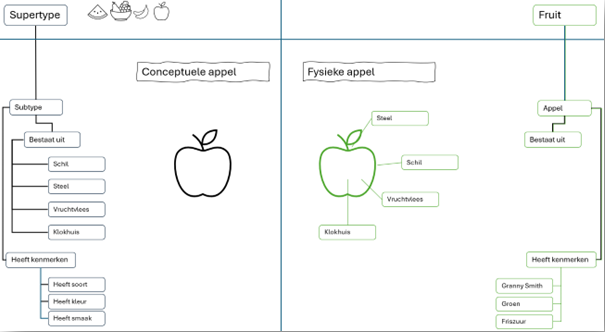 Supertype
Fruit
Conceptuele appel
Fysieke appel
Subtype
Bestaat uit
Schil
Steel
Vruchtvlees
Klokhuis
Heeft kenmerken
Heeft soort
Heeft kleur
Heeft smaak
Steel
Schil
Vruchtvlees
Klokhuis
Appel
Bestaat uit
Heeft kenmerken
Granny Smith
Groen
Friszuur